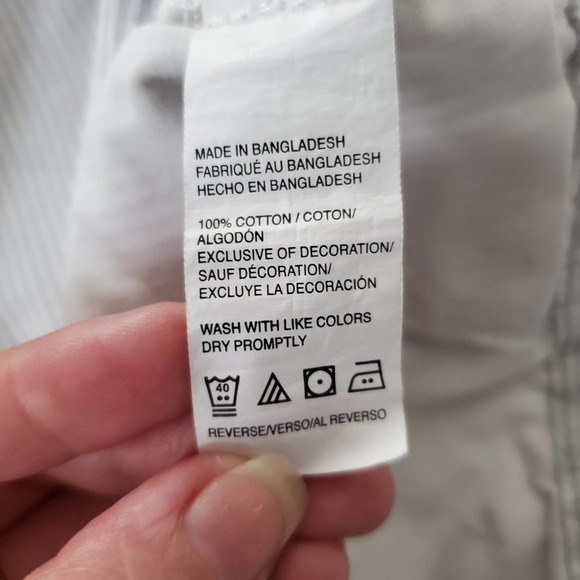 MADE IN BANGLADESH
FABRIQUÉ AU BANGLADESH
HECHO EN BANGLADESH
100% COTTON / COTON/
ALGODÓN
EXCLUSIVE OF DECORATION/
SAUF DÉCORATION/
EXCLUYE LA DECORACIÓN
WASH WITH LIKE COLORS
DRY PROMPTLY
40
REVERSE/VERSO/AL REVERSO